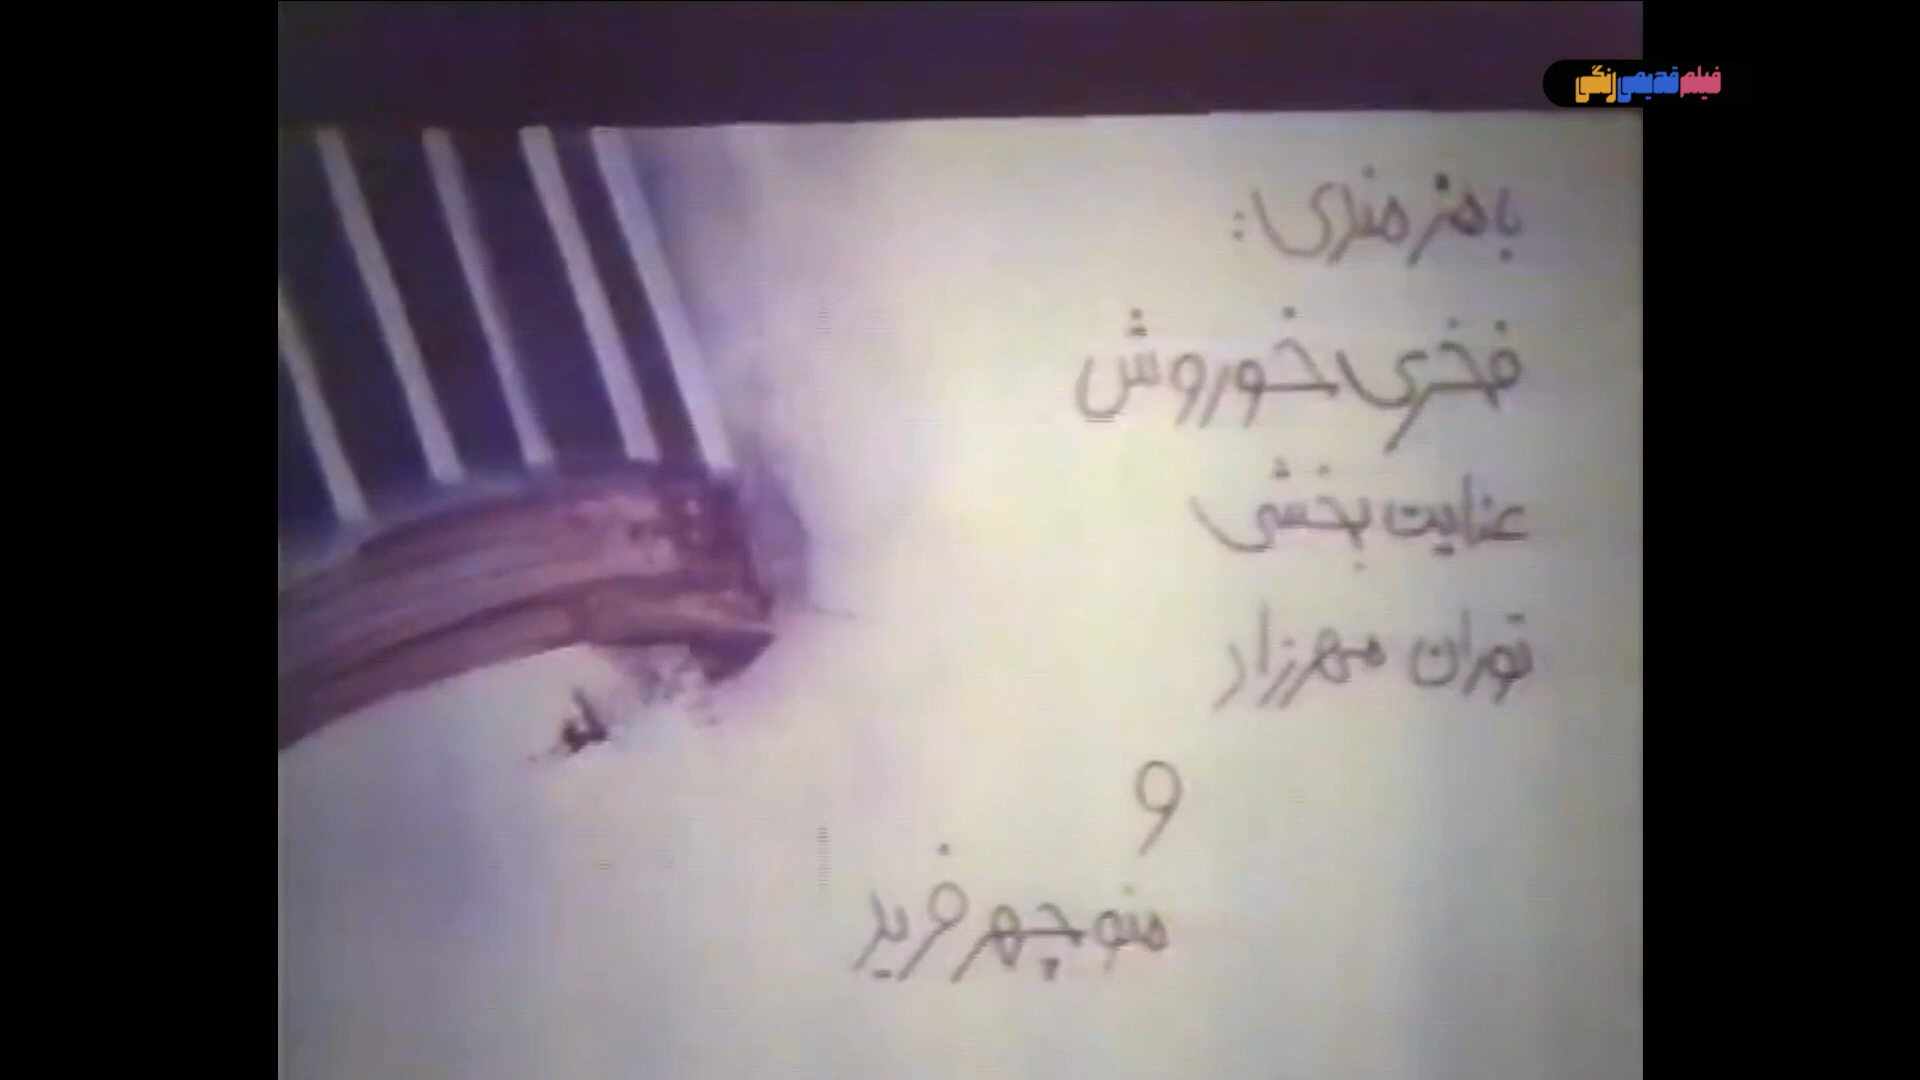 فیلم قدیمی رنگی
با هنرمندی:
فخری خوروش
عنایت بخشی
توران مهرزاد
و
منوچهر فرید